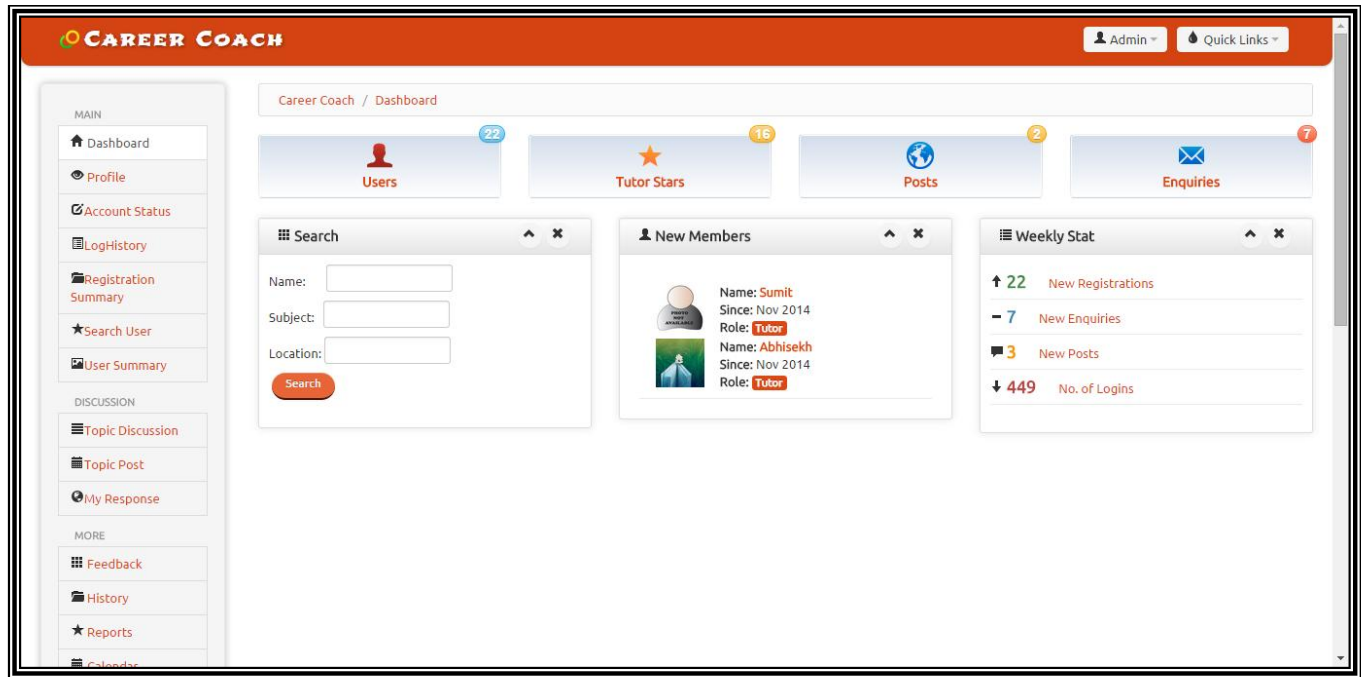 CAREER COACH
Admin
Quick Links
MAIN
Dashboard
Profile
Account Status
LogHistory
Registration
Summary
Search User
User Summary
DISCUSSION
Topic Discussion
Topic Post
My Response
MORE
Feedback
History
Reports
Calendar
Career Coach / Dashboard
22
Users
16
Tutor Stars
2
Posts
7
Enquiries
Search
Name:
Subject:
Location:
Search
New Members
PHOTO
NOT
AVAILABLE
Name: Sumit
Since: Nov 2014
Role: Tutor
Name: Abhisekh
Since: Nov 2014
Role: Tutor
Weekly Stat
22 New Registrations
7 New Enquiries
3 New Posts
449 No. of Logins